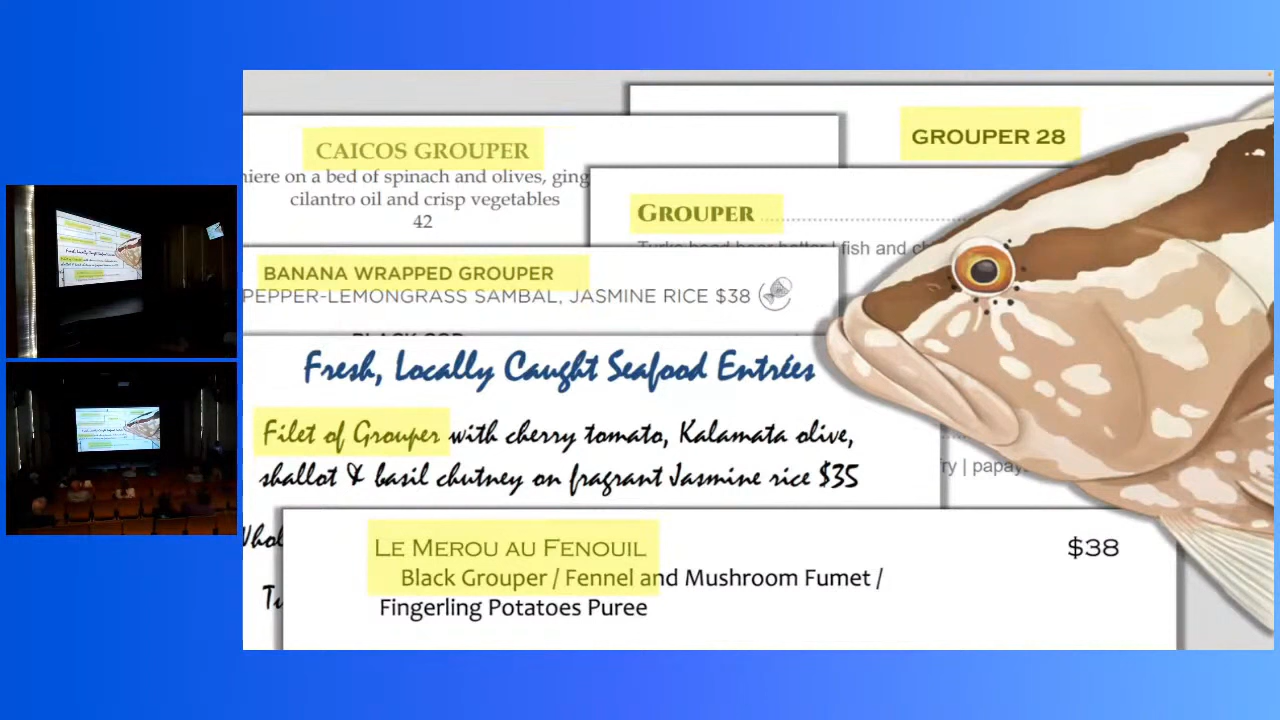 CAICOS GROUPER
on a bed of spinach and olives,
cilantro oil and crisp vegetables
42
GROUPER 28
GROUPER
fish and
BANANA WRAPPED GROUPER
PEPPER-LEMONGRASS SAMBAL, JASMINE RICE $38
Fresh, Locally Caught Seafood Entrées
Filet of Grouper with cherry tomato, Kalamata olive,
shallot & basil chutney on fragrant Jasmine rice $35
LE MEROU AU FENOUIL $38
Black Grouper / Fennel and Mushroom Fumet /
Fingerling Potatoes Puree